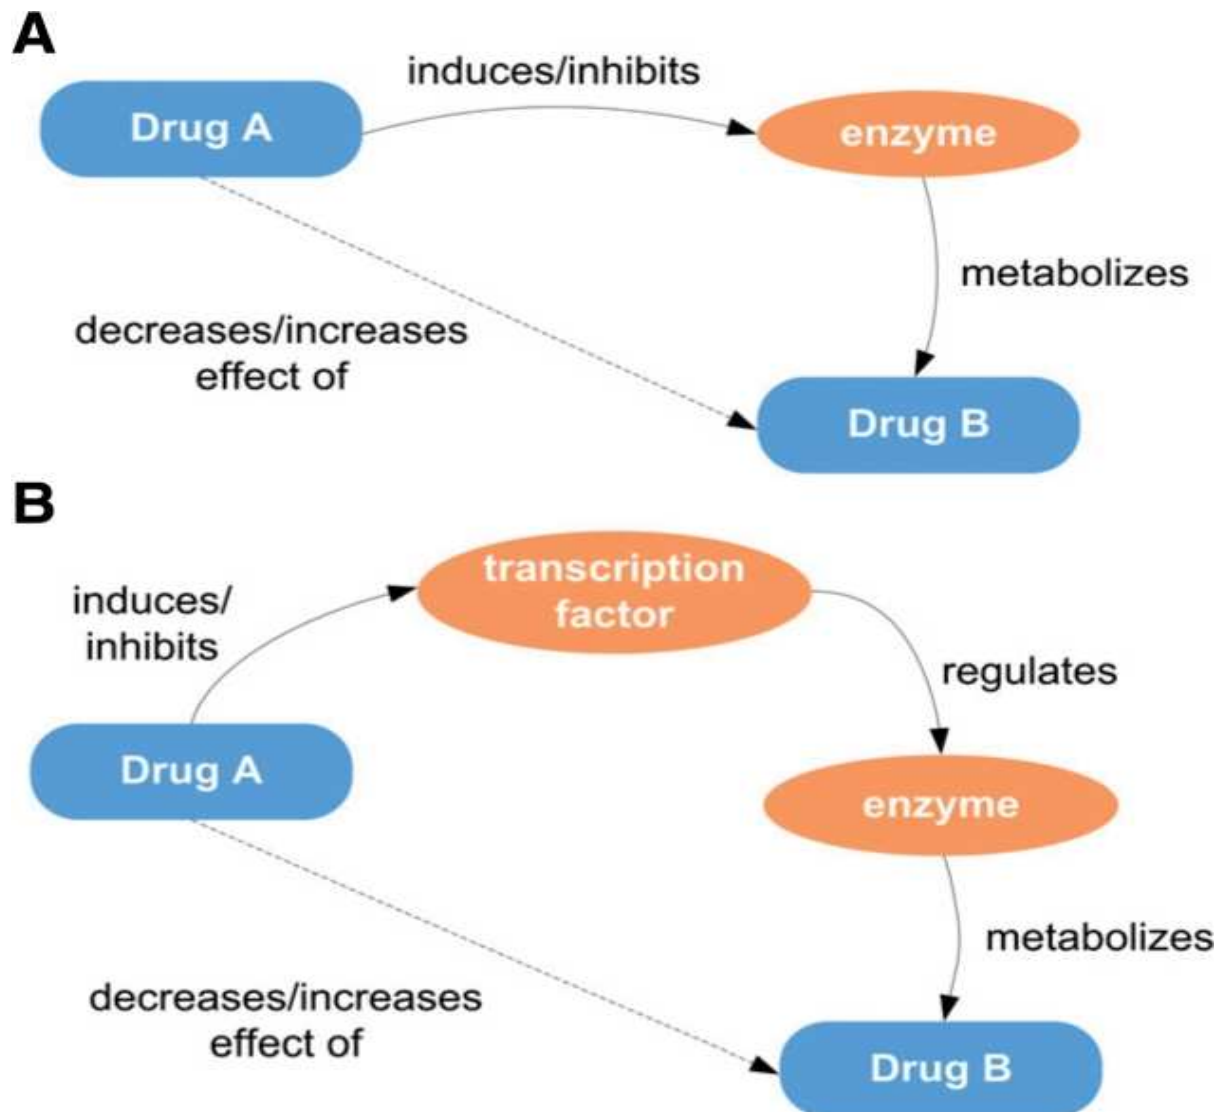 A
induces/inhibits
Drug A
enzyme
metabolizes
decreases/increases
effect of
Drug B
B
transcription
factor
induces/
inhibits
regulates
Drug A
enzyme
metabolizes
decreases/increases
effect of
Drug B